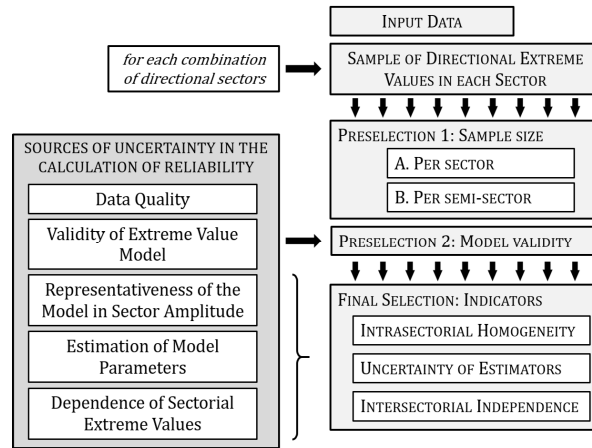 INPUT DATA
for each combination
of directional sectors
SAMPLE OF DIRECTIONAL EXTREME
VALUES IN EACH SECTOR
PRESELECTION 1: SAMPLE SIZE
A. PER SECTOR
B. PER SEMI-SECTOR
SOURCES OF UNCERTAINTY IN THE
CALCULATION OF RELIABILITY
Data Quality
Validity of Extreme Value
Model
Representativeness of the
Model in Sector Amplitude
Estimation of Model
Parameters
Dependence of Sectorial
Extreme Values
PRESELECTION 2: MODEL VALIDITY
FINAL SELECTION: INDICATORS
INTRASECTORIAL HOMOGENEITY
UNCERTAINTY OF ESTIMATORS
INTERSECTORIAL INDEPENDENCE